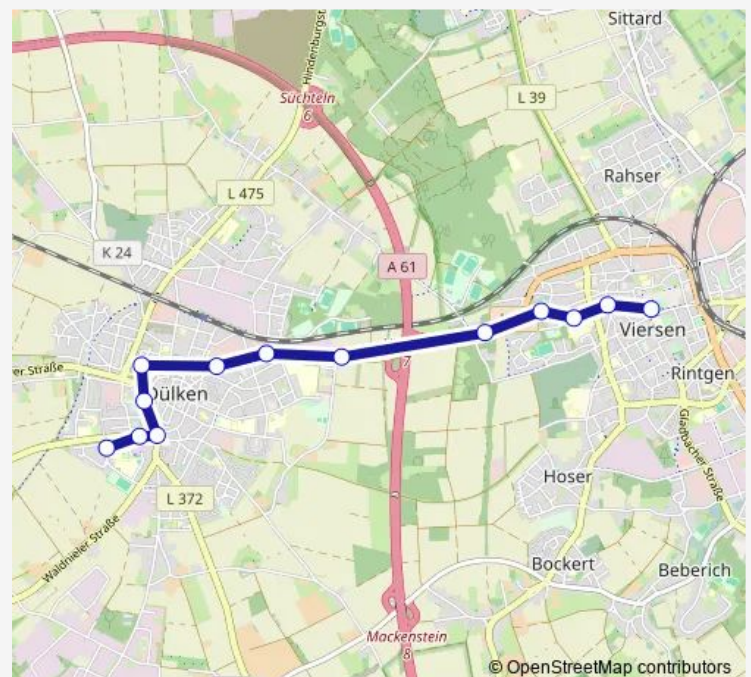 Sittard
Hindenburgst
Süchteln
6
L 39
Rahser
L 475
K 24
A 61
Viersen
7
er Straße
Rintgen
Dülken
Gladbacher Straße
Hoser
L 372
Waldnieler Straße
Bockert
Beberich
Mackenstein
8
© OpenStreetMap contributors